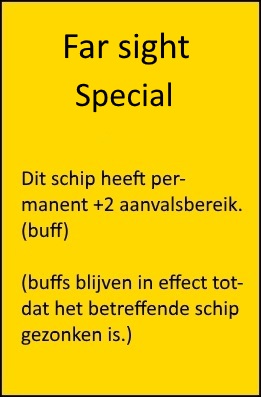 Far sight
Special
Dit schip heeft per-
manent +2 aanvalsbereik.
(buff)
(buffs blijven in effect tot-
dat het betreffende schip
gezonken is.)